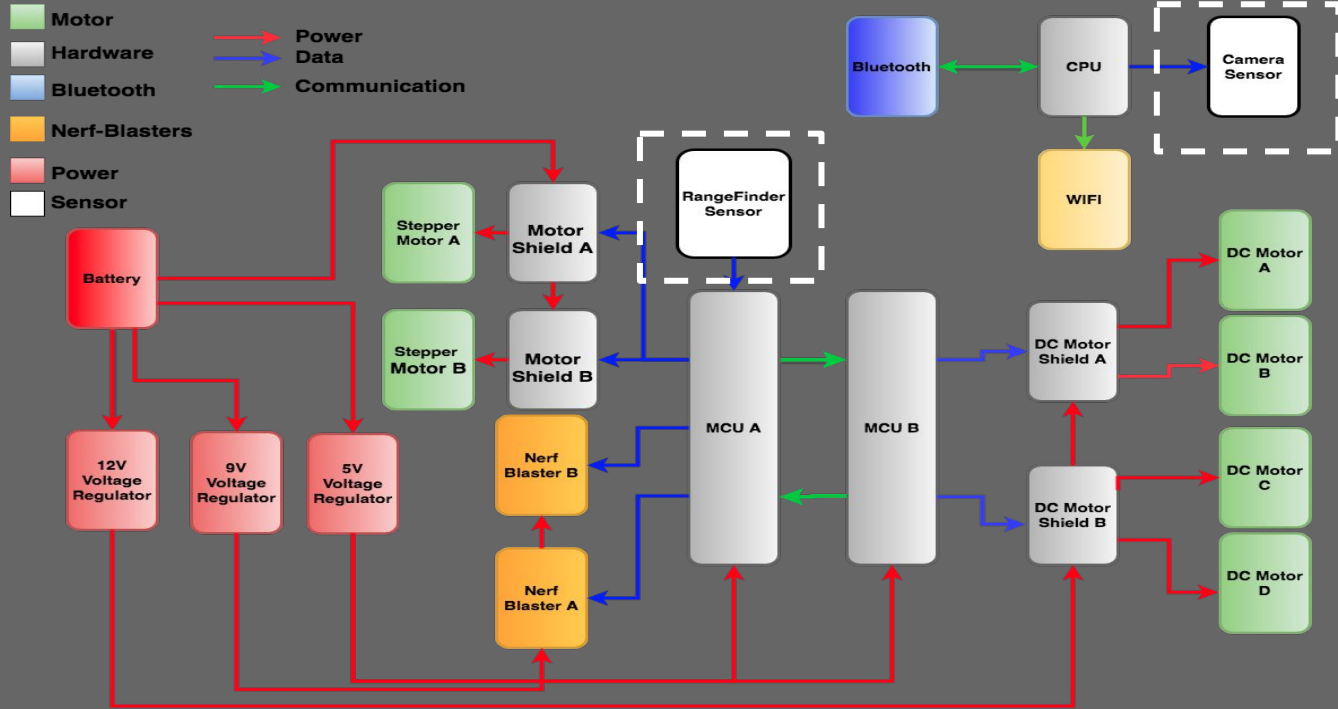 Motor
Hardware
Bluetooth
Nerf-Blasters
Power
Sensor
Power
Data
Communication
Bluetooth
CPU
Camera
Sensor
WIFI
RangeFinder
Sensor
Battery
Stepper
Motor A
Motor
Shield A
Stepper
Motor B
Motor
Shield B
12V
Voltage
Regulator
9V
Voltage
Regulator
5V
Voltage
Regulator
Nerf
Blaster B
Nerf
Blaster A
MCU A
MCU B
DC Motor
Shield A
DC Motor
Shield B
DC Motor
A
DC Motor
B
DC Motor
C
DC Motor
D